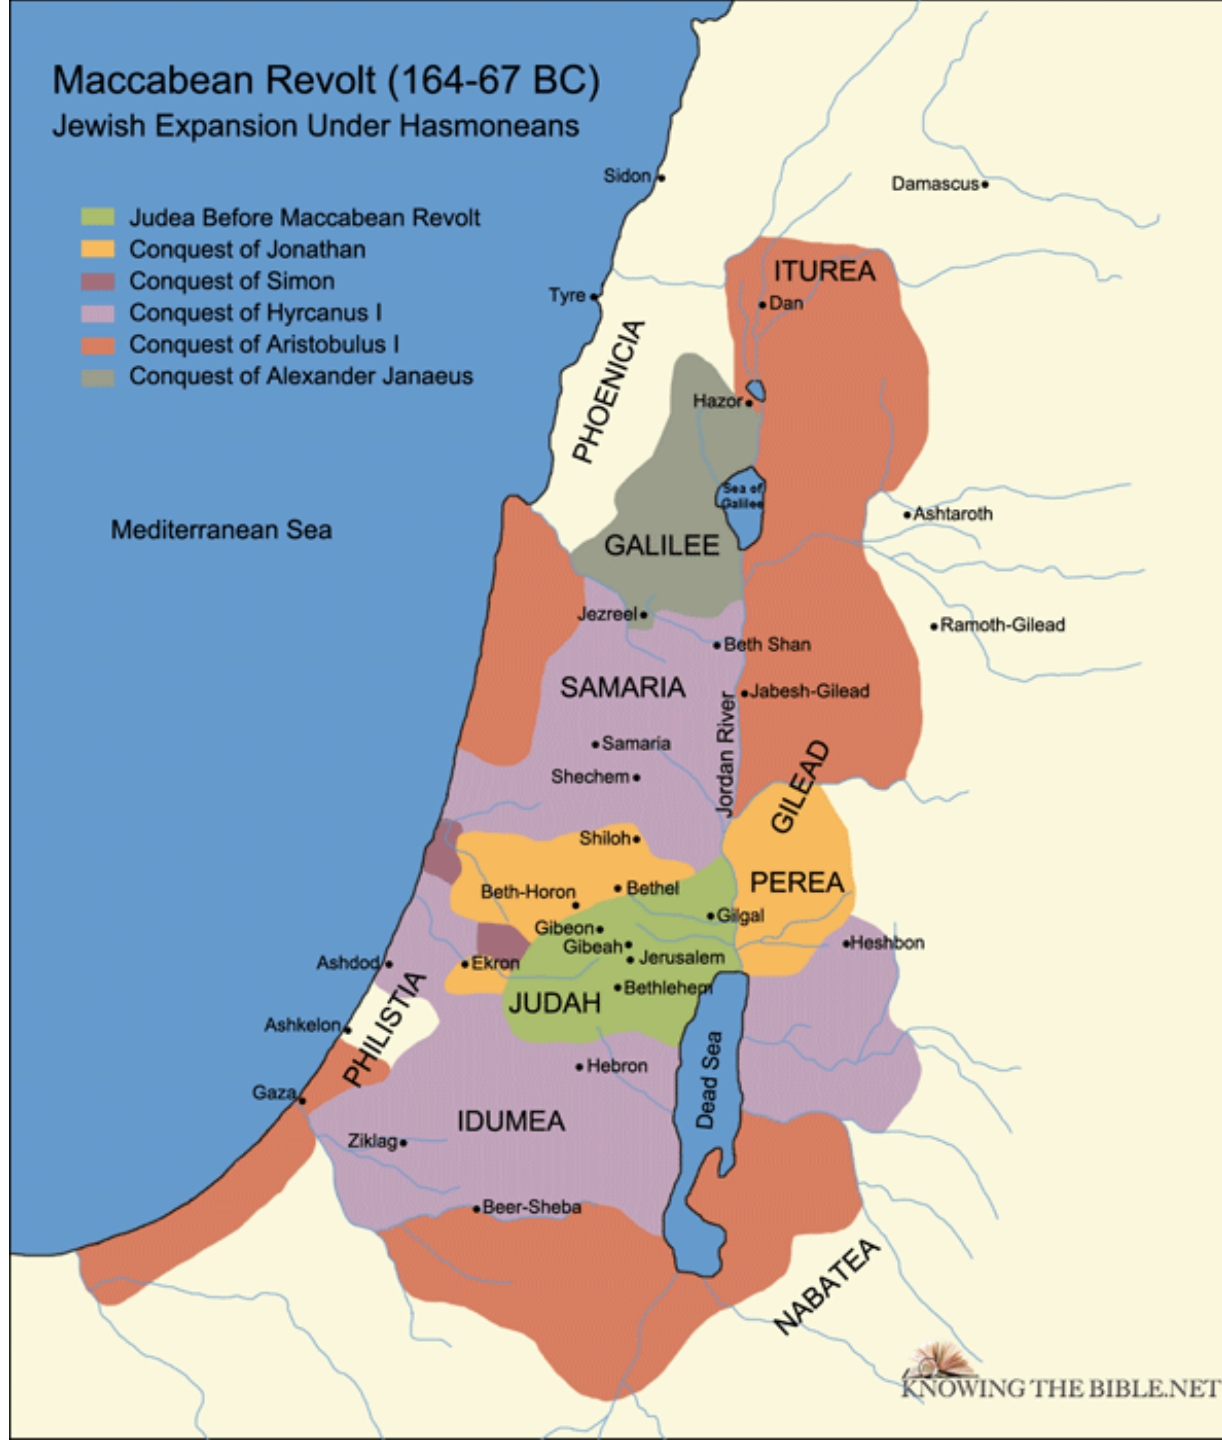 Maccabean Revolt (164-67 BC)
Jewish Expansion Under Hasmoneans
Judea Before Maccabean Revolt
Conquest of Jonathan
Conquest of Simon
Conquest of Hyrcanus I
Conquest of Aristobulus I
Conquest of Alexander Janaeus
Sidon
Damascus
ITUREA
Tyre
Dan
PHOENICIA
Hazor
Sea of
Galilee
Ashtaroth
Mediterranean Sea
GALILEE
Jezreel
Ramoth-Gilead
Beth Shan
SAMARIA
Jabesh-Gilead
Jordan River
Samaria
Shechem
GILEAD
Shiloh
PEREA
Beth-Horon
Bethel
Gilgal
Gibeon
Gibeah
Heshbon
Jerusalem
Ashdod
Ekron
Bethlehem
JUDAH
PHILISTIA
Ashkelon
Hebron
Dead Sea
Gaza
IDUMEA
Ziklag
Beer-Sheba
NABATEA
KNOWING THE BIBLE.NET